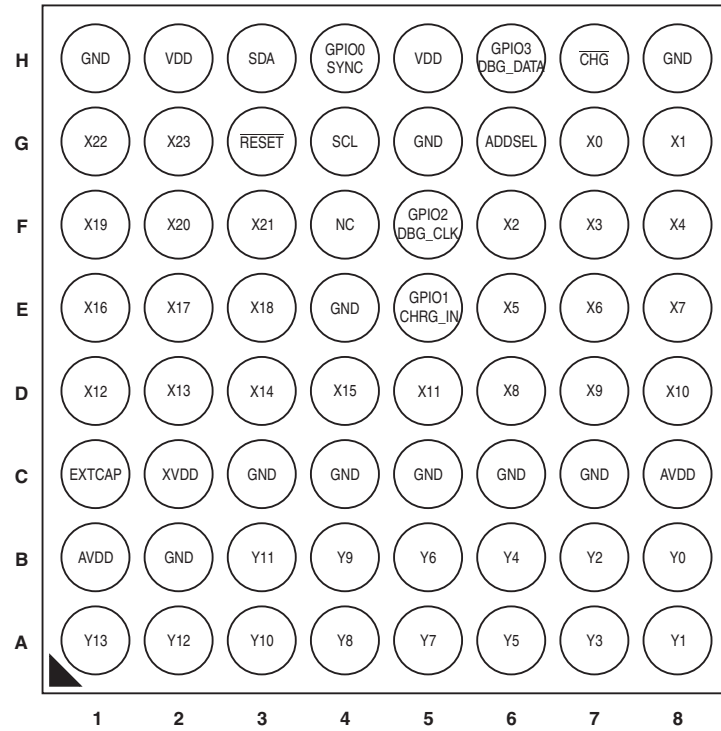 H GND VDD SDA GPIO0 SYNC VDD GPIO3 DBG_DATA CHG GND
G X22 X23 RESET SCL GND ADDSEL X0 X1
F X19 X20 X21 NC GPIO2 DBG_CLK X2 X3 X4
E X16 X17 X18 GND GPIO1 CHRG_IN X5 X6 X7
D X12 X13 X14 X15 X11 X8 X9 X10
C EXTCAP XVDD GND GND GND GND GND AVDD
B AVDD GND Y11 Y9 Y6 Y4 Y2 Y0
A Y13 Y12 Y10 Y8 Y7 Y5 Y3 Y1
1 2 3 4 5 6 7 8